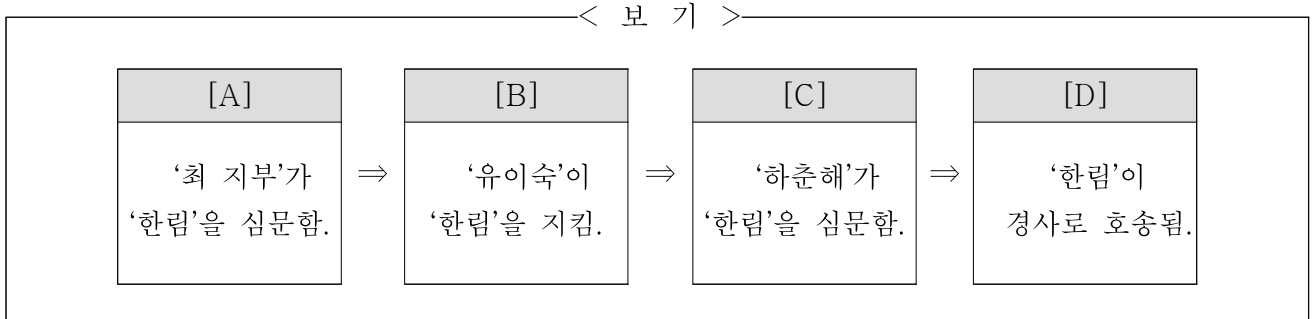 < 보 기 >
[A]
'최 지부'가
'한림'을 심문함.
⇒
[B]
'유이숙'이
'한림'을 지킴.
⇒
[C]
'하춘해'가
'한림'을 심문함.
⇒
[D]
'한림'이
경사로 호송됨.